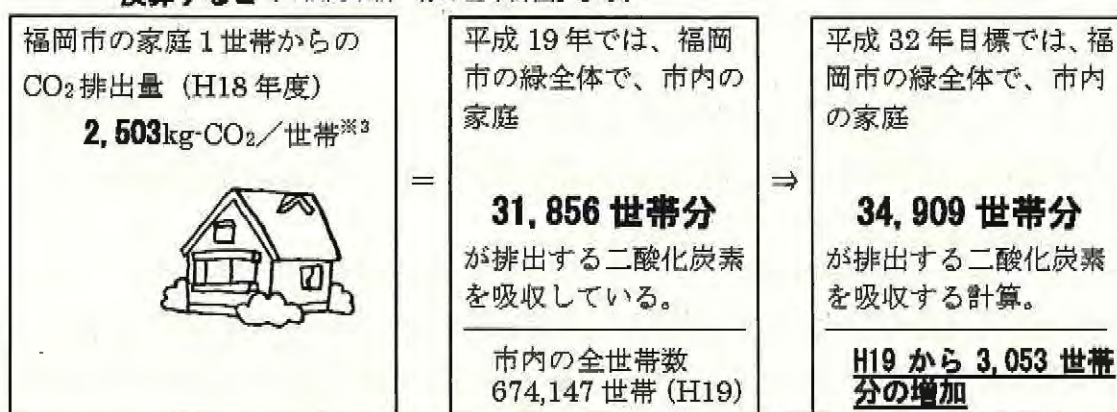 福岡市の家庭1世帯からの
CO₂排出量（H18年度）
2,503kg-CO₂／世帯※3
＝
平成19年では、福岡
市の緑全体で、市内の
家庭
31,856世帯分
が排出する二酸化炭素
を吸収している。
市内の全世帯数
674,147世帯(H19)
⇒
平成32年目標では、福
岡市の緑全体で、市内
の家庭
34,909世帯分
が排出する二酸化炭素
を吸収する計算。
H19から3,053世帯
分の増加